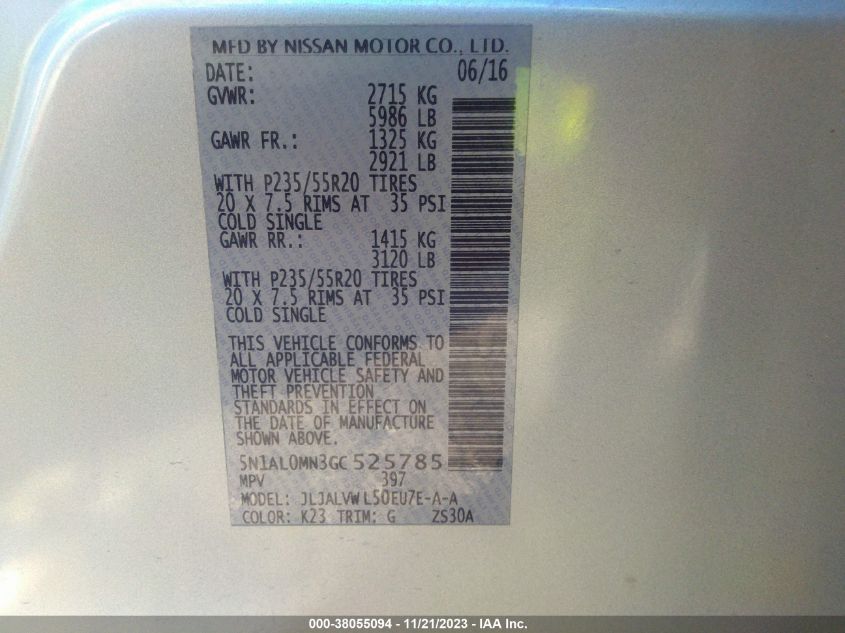 MFD BY NISSAN MOTOR CO., LTD.
DATE: 06/16
GVWR: 2715 KG
5986 LB
GAWR FR.: 1325 KG
2921 LB
WITH P235/55R20 TIRES
20 X 7.5 RIMS AT 35 PSI
COLD SINGLE
GAWR RR.: 1415 KG
3120 LB
WITH P235/55R20 TIRES
20 X 7.5 RIMS AT 35 PSI
COLD SINGLE
THIS VEHICLE CONFORMS TO
ALL APPLICABLE FEDERAL
MOTOR VEHICLE SAFETY AND
THEFT PREVENTION
STANDARDS IN EFFECT ON
THE DATE OF MANUFACTURE
SHOWN ABOVE.
5N1AL0MN3GC525785
MPV 397
MODEL: JLJALVWL50EU7E-A-A
COLOR: K23 TRIM: G ZS30A
000-38055094 - 11/21/2023 - IAA Inc.